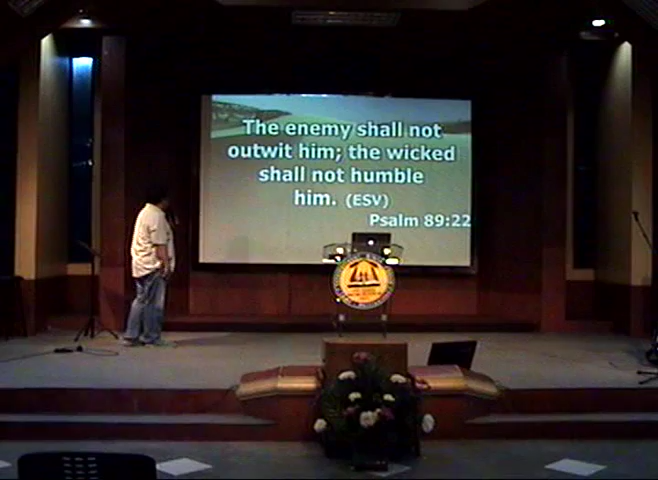 The enemy shall not
outwit him; the wicked
shall not humble
him. (ESV)
Psalm 89:22